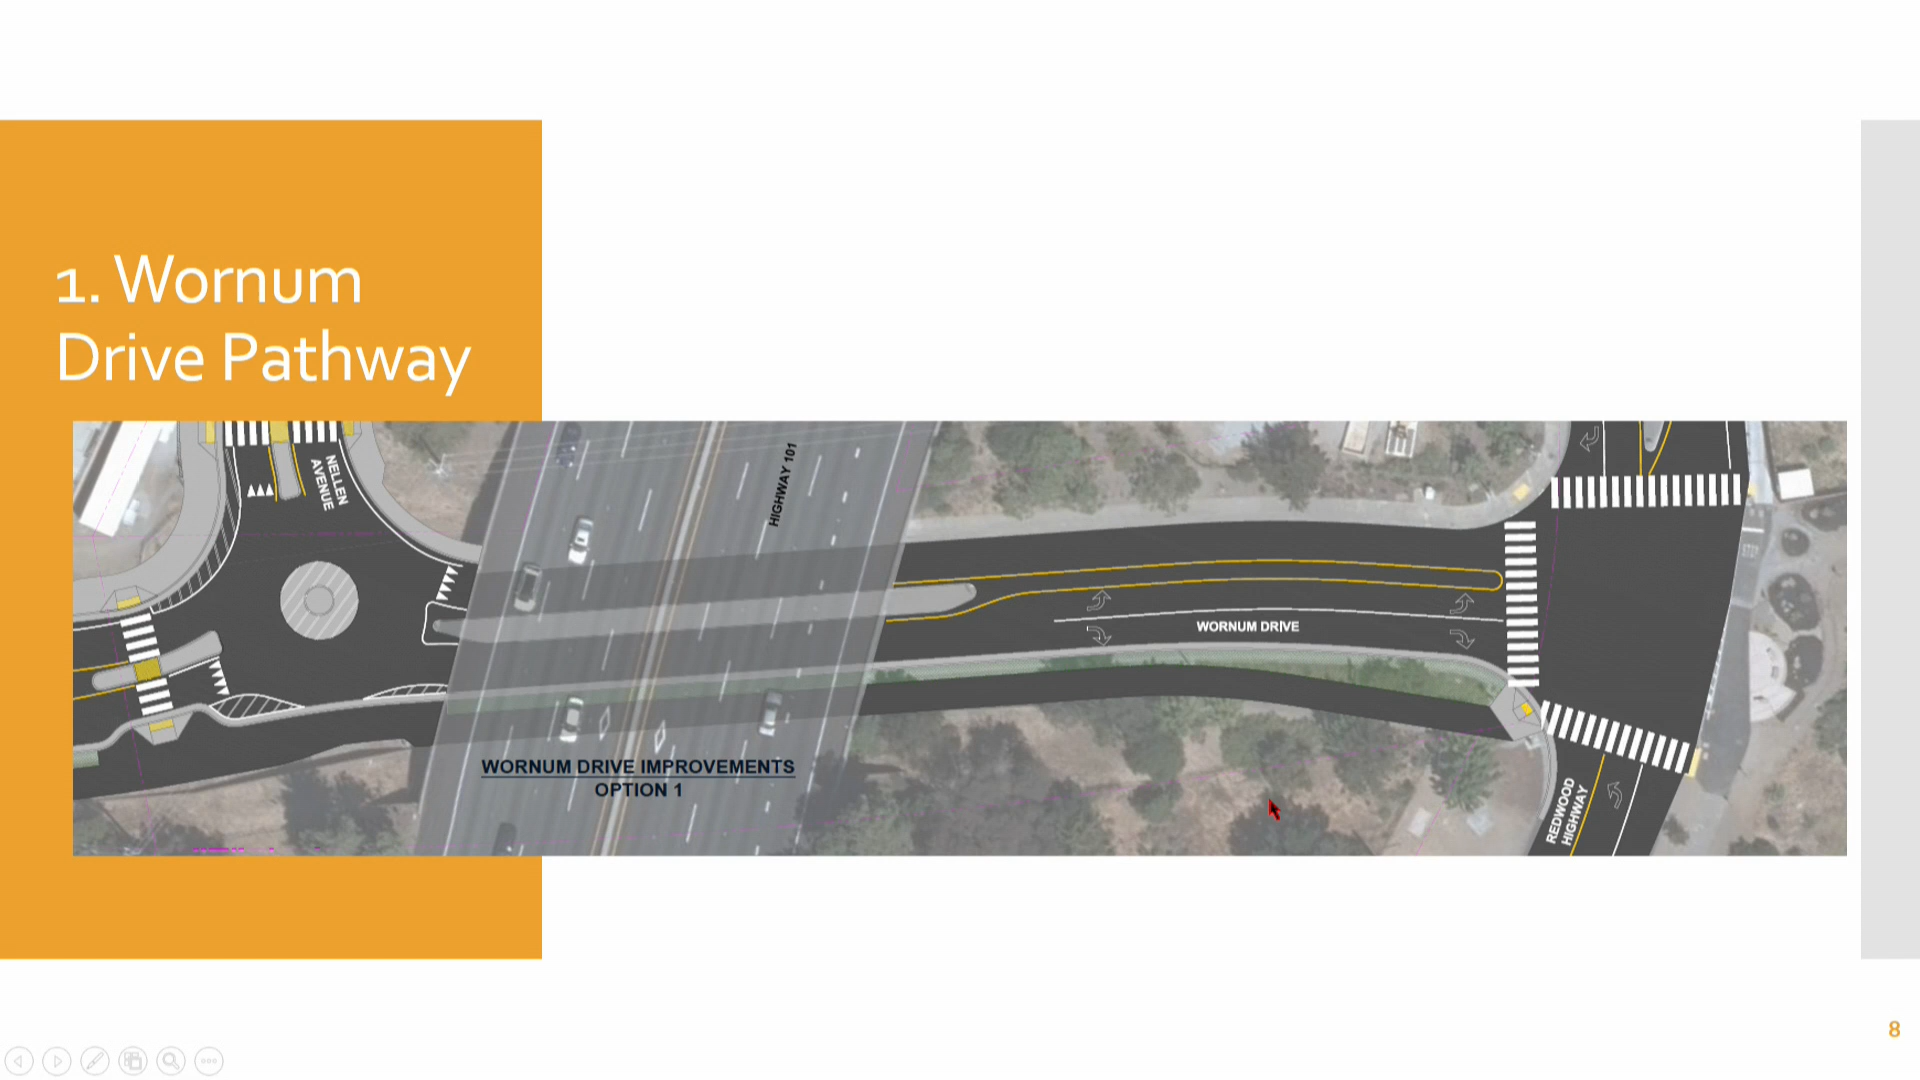 1. Wornum
Drive Pathway
NELLEN
AVENUE
HIGHWAY 101
WORNUM DRIVE
WORNUM DRIVE IMPROVEMENTS
OPTION 1
REDWOOD
HIGHWAY
8